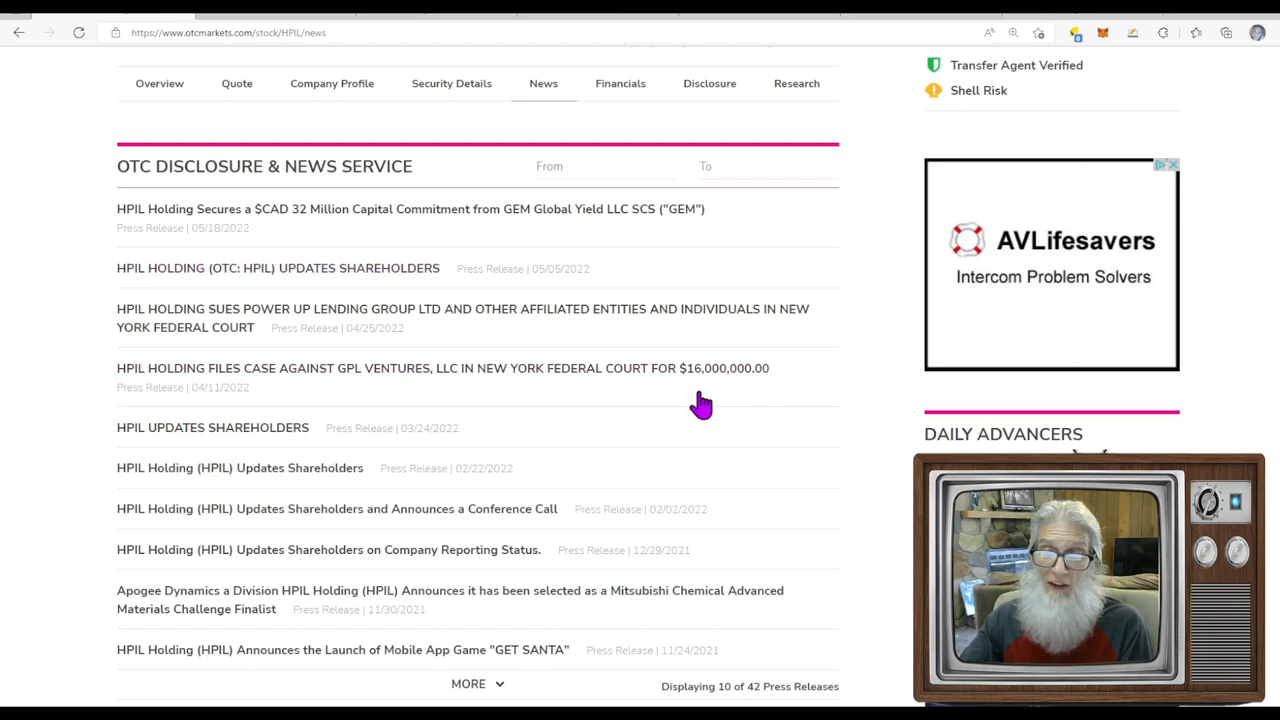 https://www.otcmarkets.com/stock/HPIL/news
Overview Quote Company Profile Security Details News Financials Disclosure Research
Transfer Agent Verified
Shell Risk
OTC DISCLOSURE & NEWS SERVICE From To
HPIL Holding Secures a $CAD 32 Million Capital Commitment from GEM Global Yield LLC SCS ("GEM")
Press Release | 05/18/2022
HPIL HOLDING (OTC: HPIL) UPDATES SHAREHOLDERS Press Release | 05/05/2022
HPIL HOLDING SUES POWER UP LENDING GROUP LTD AND OTHER AFFILIATED ENTITIES AND INDIVIDUALS IN NEW
YORK FEDERAL COURT Press Release | 04/25/2022
HPIL HOLDING FILES CASE AGAINST GPL VENTURES, LLC IN NEW YORK FEDERAL COURT FOR $16,000,000.00
Press Release | 04/11/2022
HPIL UPDATES SHAREHOLDERS Press Release | 03/24/2022
HPIL Holding (HPIL) Updates Shareholders Press Release | 02/22/2022
HPIL Holding (HPIL) Updates Shareholders and Announces a Conference Call Press Release | 02/02/2022
HPIL Holding (HPIL) Updates Shareholders on Company Reporting Status. Press Release | 12/29/2021
Apogee Dynamics a Division HPIL Holding (HPIL) Announces it has been selected as a Mitsubishi Chemical Advanced
Materials Challenge Finalist Press Release | 11/30/2021
HPIL Holding (HPIL) Announces the Launch of Mobile App Game "GET SANTA" Press Release | 11/24/2021
MORE Displaying 10 of 42 Press Releases
AVLifesavers
Intercom Problem Solvers
DAILY ADVANCERS